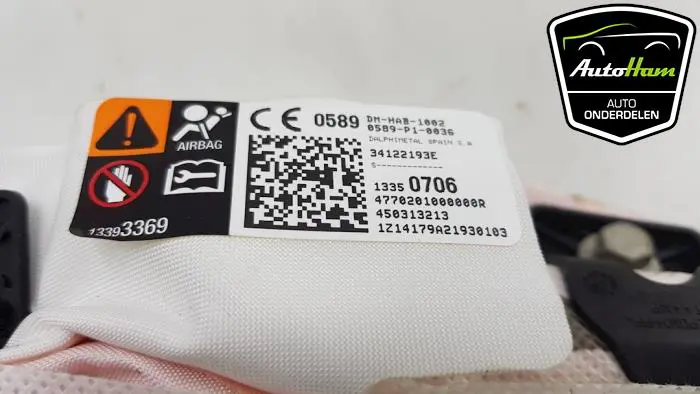 AutoHam
AUTO
ONDERDELEN
AIRBAG
13393369
CE 0589 DM-HAB-1002
0589-P1-0036
DALPHIMETAL SPAIN S.A
34122193E
S------------
1335 0706
4770201000000R
450313213
1Z14179A21930103